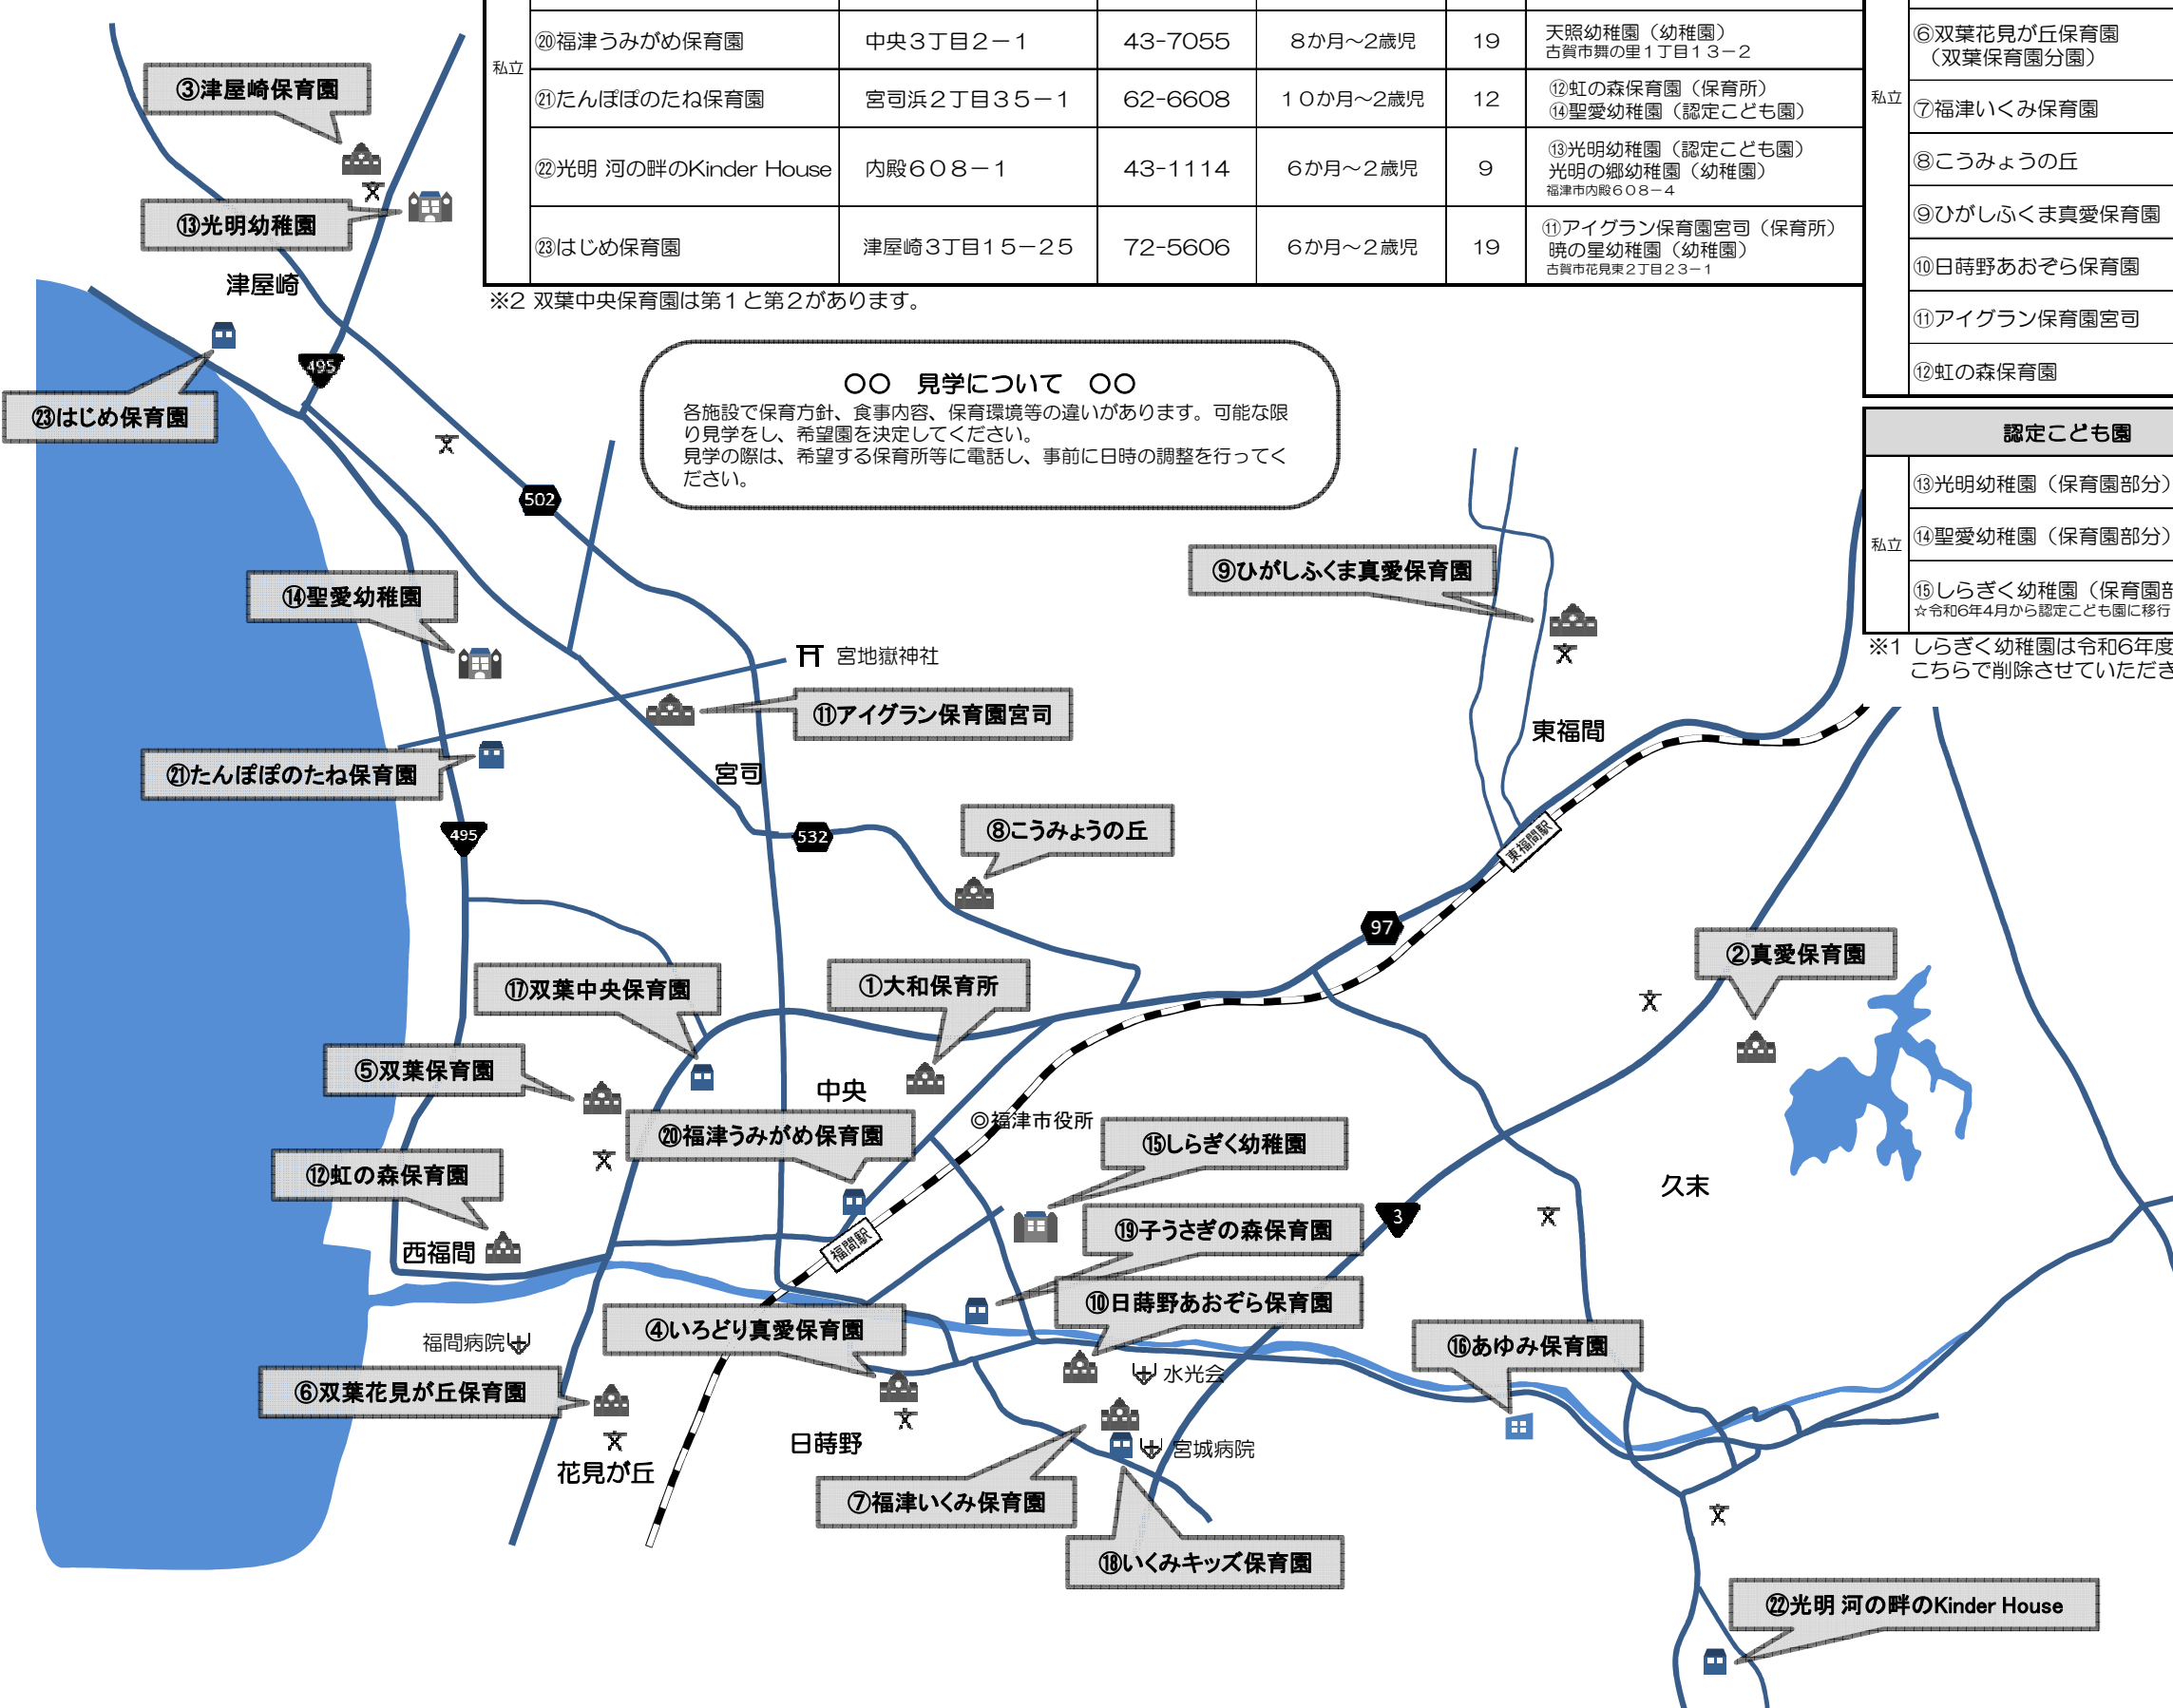 私立
⑳福津うみがめ保育園 中央３丁目２－１ 43-7055 ８か月～２歳児 19 天照幼稚園（幼稚園）
古賀市舞の里１丁目１３－２
㉑たんぽぽのたね保育園 宮司浜２丁目３５－１ 62-6608 １０か月～２歳児 12 ⑫虹の森保育園（保育所）
⑭聖愛幼稚園（認定こども園）
㉒光明 河の畔のKinder House 内殿６０８－１ 43-1114 ６か月～２歳児 9 ⑬光明幼稚園（認定こども園）
光明の郷幼稚園（幼稚園）
福津市内殿６０８－４
㉓はじめ保育園 津屋崎３丁目１５－２５ 72-5606 ６か月～２歳児 19 ⑪アイグラン保育園宮司（保育所）
暁の星幼稚園（幼稚園）
古賀市花見東２丁目２３－１
※2 双葉中央保育園は第１と第２があります。
私立
⑥双葉花見が丘保育園
（双葉保育園分園）
⑦福津いくみ保育園
⑧こうみょうの丘
⑨ひがしふくま真愛保育園
⑩日蒔野あおぞら保育園
⑪アイグラン保育園宮司
⑫虹の森保育園
認定こども園
私立
⑬光明幼稚園（保育園部分）
⑭聖愛幼稚園（保育園部分）
⑮しらぎく幼稚園（保育園部
☆令和6年4月から認定こども園に移行
※1 しらぎく幼稚園は令和6年度
こちらで削除させていただき
○○ 見学について ○○
各施設で保育方針、食事内容、保育環境等の違いがあります。可能な限
り見学をし、希望園を決定してください。
見学の際は、希望する保育所等に電話し、事前に日時の調整を行ってく
ださい。
③津屋崎保育園
⑬光明幼稚園
津屋崎
495
㉓はじめ保育園
502
⑨ひがしふくま真愛保育園
⑭聖愛幼稚園
宮地嶽神社
⑪アイグラン保育園宮司
東福間
㉑たんぽぽのたね保育園
宮司
495
532
⑧こうみょうの丘
東福間駅
97
②真愛保育園
⑰双葉中央保育園
①大和保育所
⑤双葉保育園
中央
◎福津市役所
⑳福津うみがめ保育園
⑮しらぎく幼稚園
⑫虹の森保育園
久末
3
⑲子うさぎの森保育園
西福間
福間駅
⑩日蒔野あおぞら保育園
④いろどり真愛保育園
福間病院
⑯あゆみ保育園
水光会
⑥双葉花見が丘保育園
日蒔野
宮城病院
花見が丘
⑦福津いくみ保育園
⑱いくみキッズ保育園
㉒光明 河の畔のKinder House